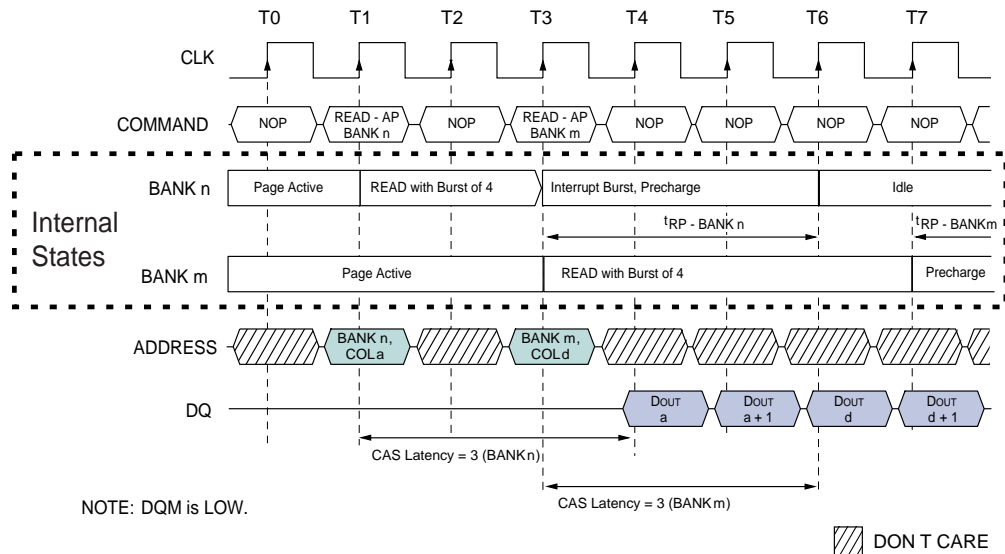 T0 T1 T2 T3 T4 T5 T6 T7
CLK
COMMAND NOP READ - AP BANK n NOP READ - AP BANK m NOP NOP NOP NOP
BANK n Page Active READ with Burst of 4 Interrupt Burst, Precharge Idle
Internal States
tRP - BANK n tRP - BANK m
BANK m Page Active READ with Burst of 4 Precharge
ADDRESS BANK n, COL a BANK m, COL d
DQ DOUT a DOUT a + 1 DOUT d DOUT d + 1
CAS Latency = 3 (BANK n)
CAS Latency = 3 (BANK m)
NOTE: DQM is LOW.
DON T CARE